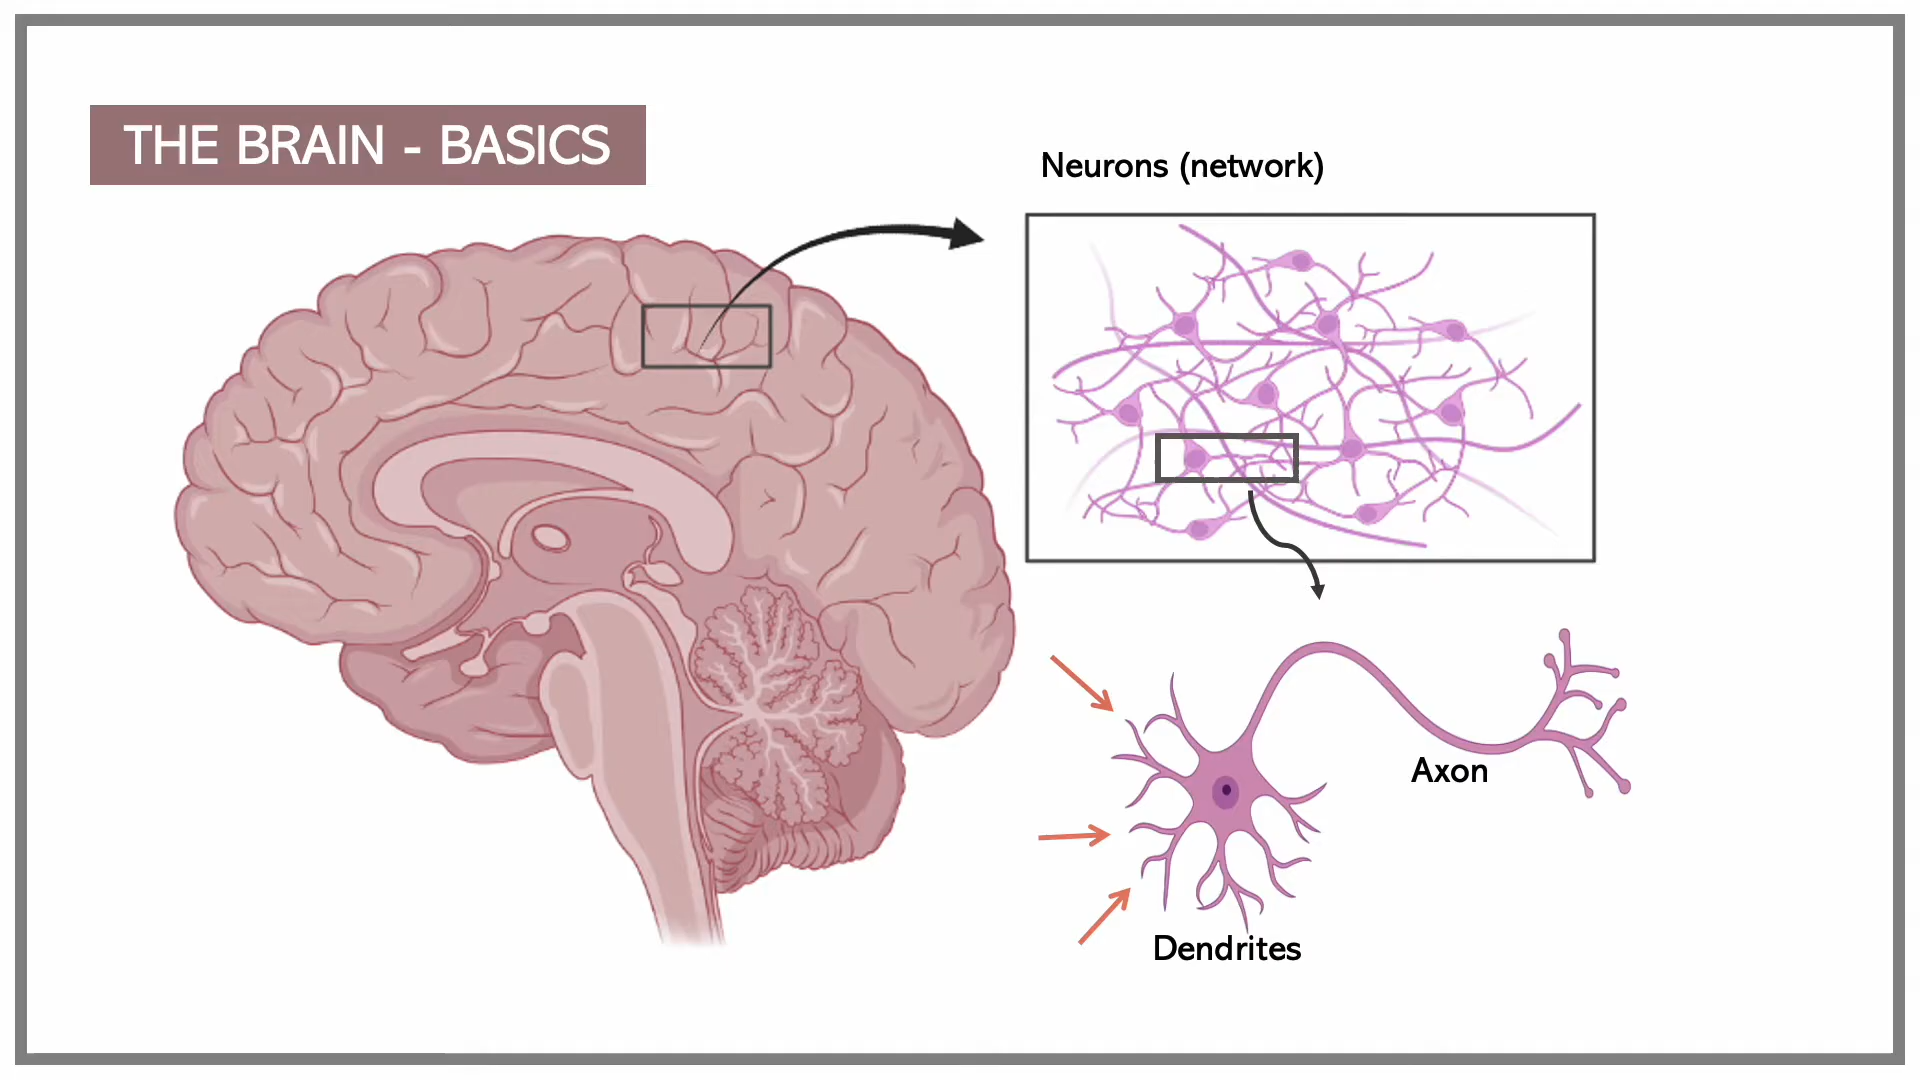 THE BRAIN - BASICS
Neurons (network)
Axon
Dendrites